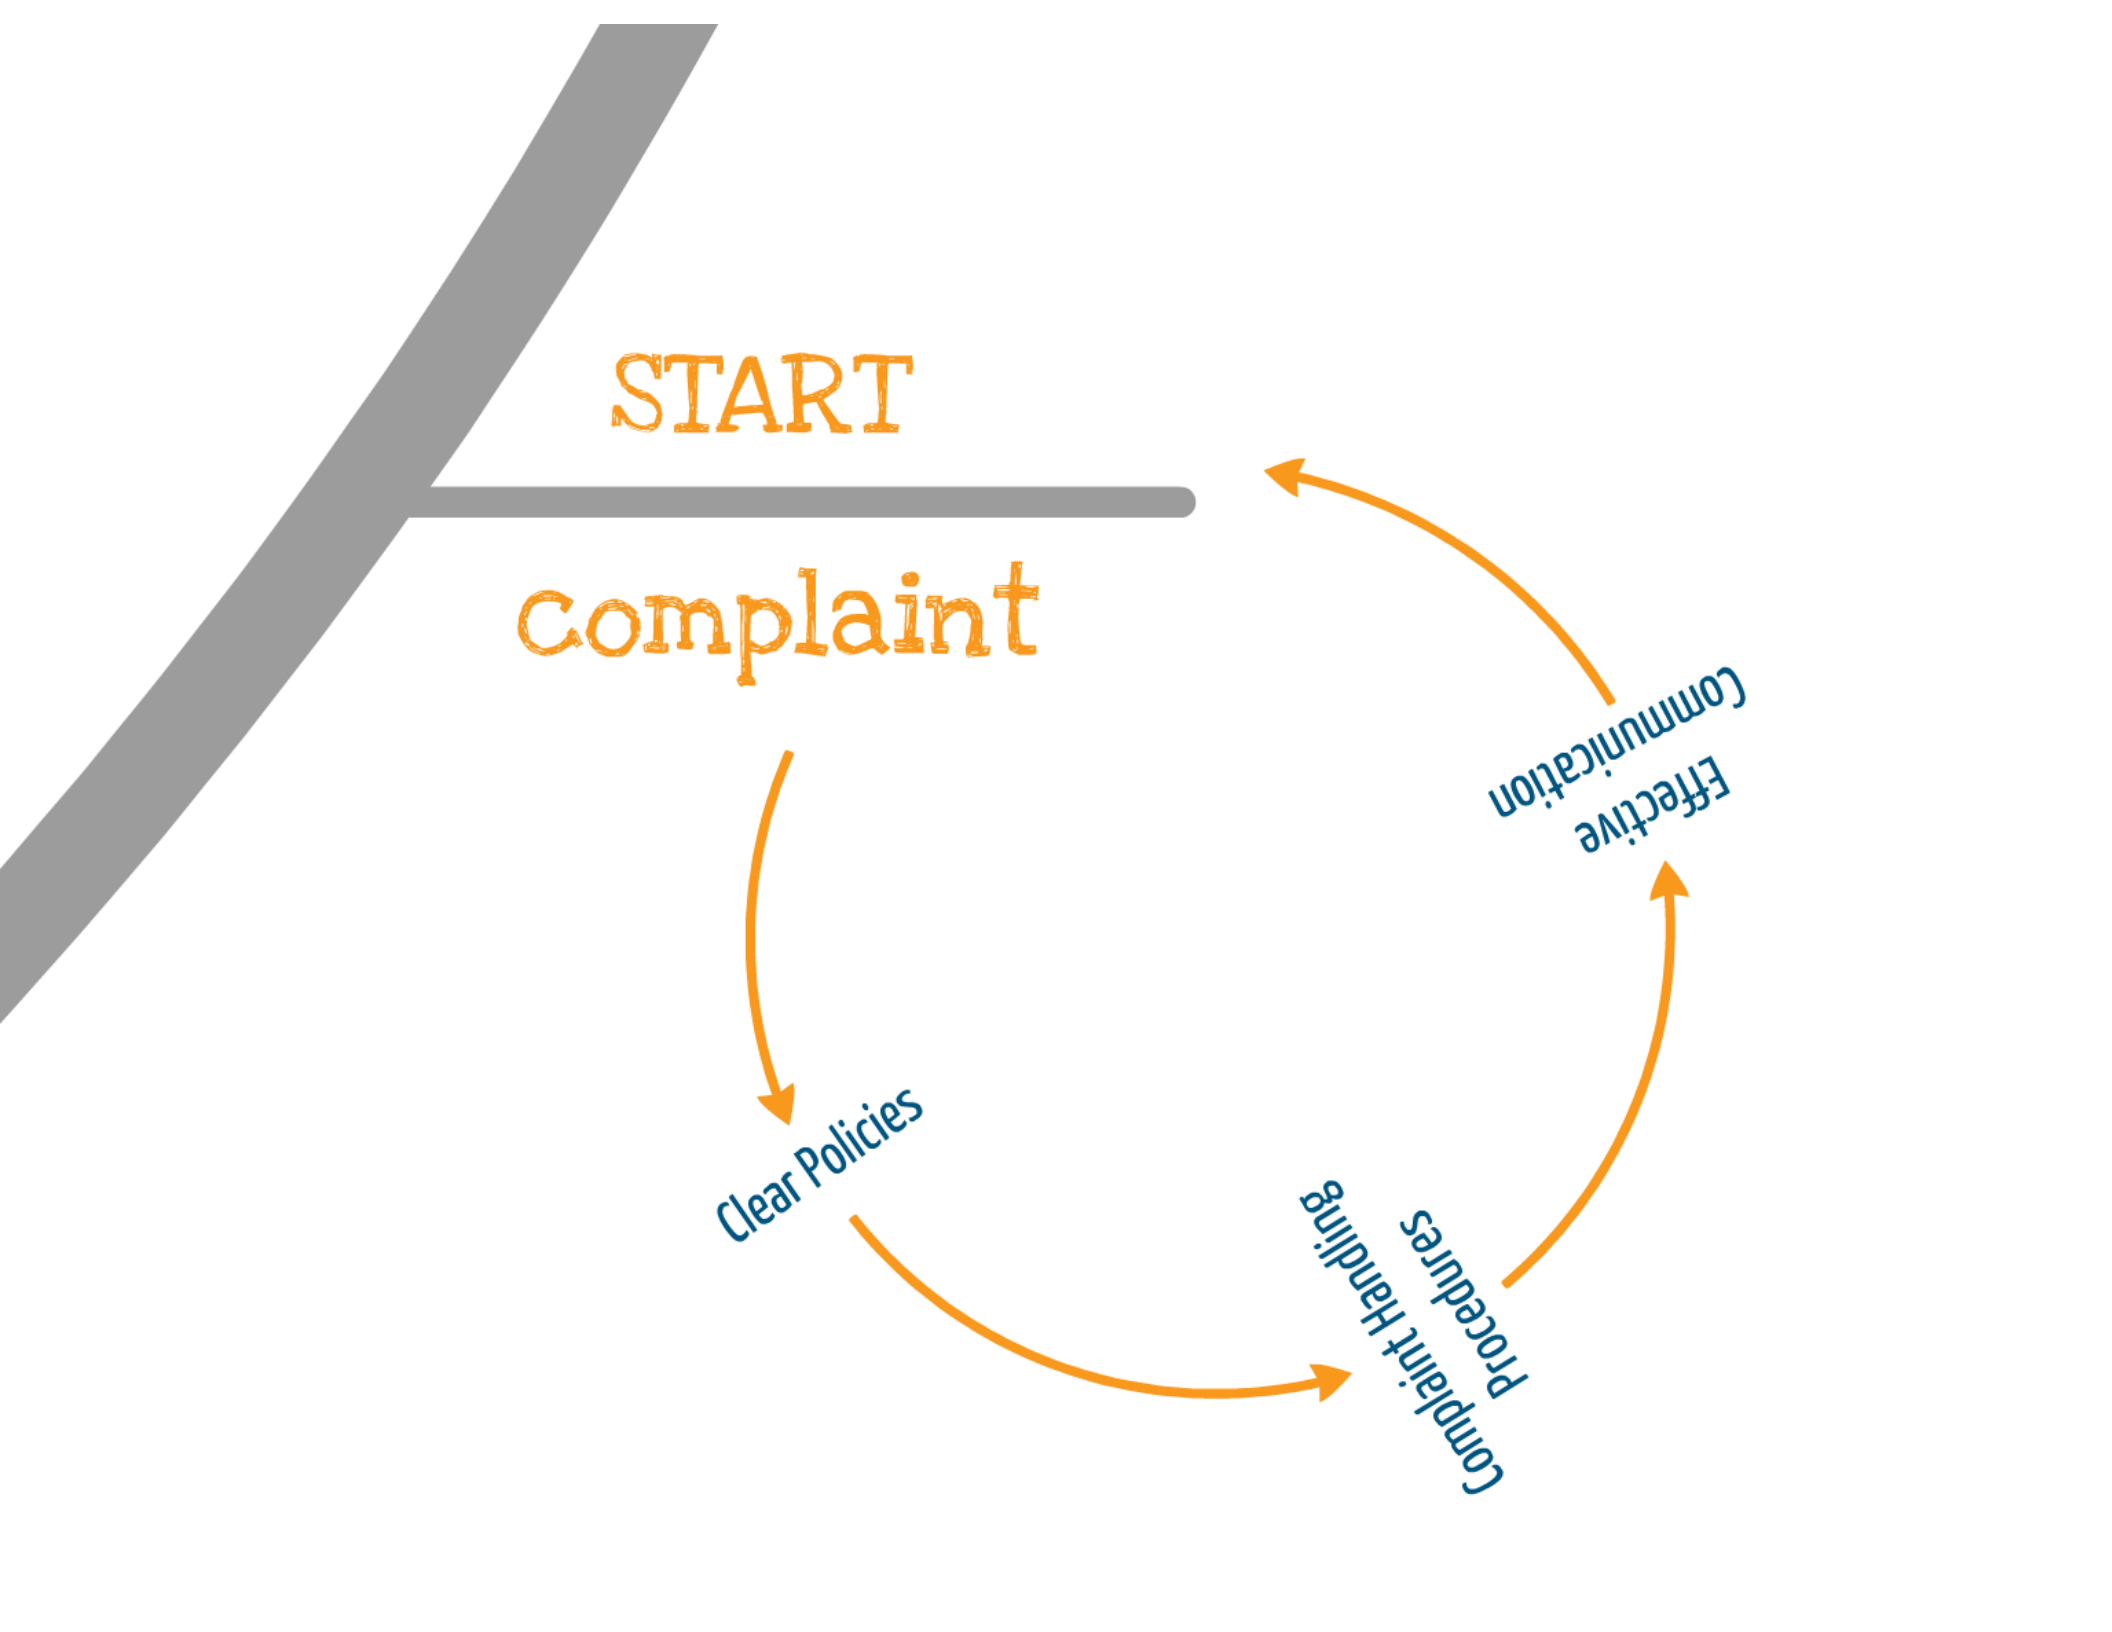 START
Complaint
Clear Policies
Complaint Handling
Procedures
Effective
Communication